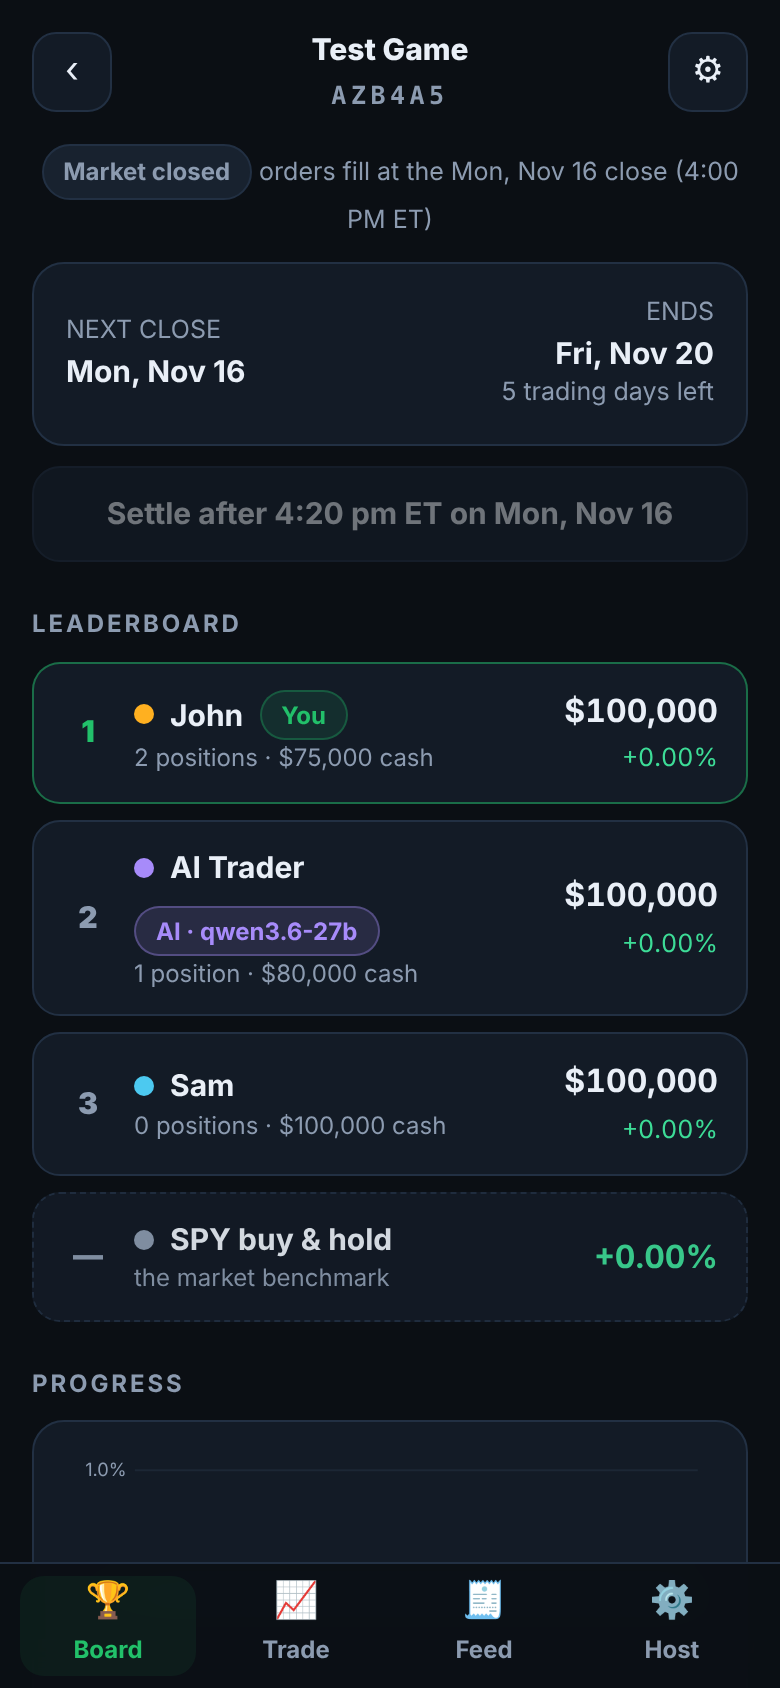 Test Game
AZB4A5
Market closed orders fill at the Mon, Nov 16 close (4:00
PM ET)
NEXT CLOSE
Mon, Nov 16
ENDS
Fri, Nov 20
5 trading days left
Settle after 4:20 pm ET on Mon, Nov 16
LEADERBOARD
1
John You
2 positions · $75,000 cash
$100,000
+0.00%
2
AI Trader
AI · qwen3.6-27b
1 position · $80,000 cash
$100,000
+0.00%
3
Sam
0 positions · $100,000 cash
$100,000
+0.00%
—
SPY buy & hold
the market benchmark
+0.00%
PROGRESS
1.0%
Board
Trade
Feed
Host